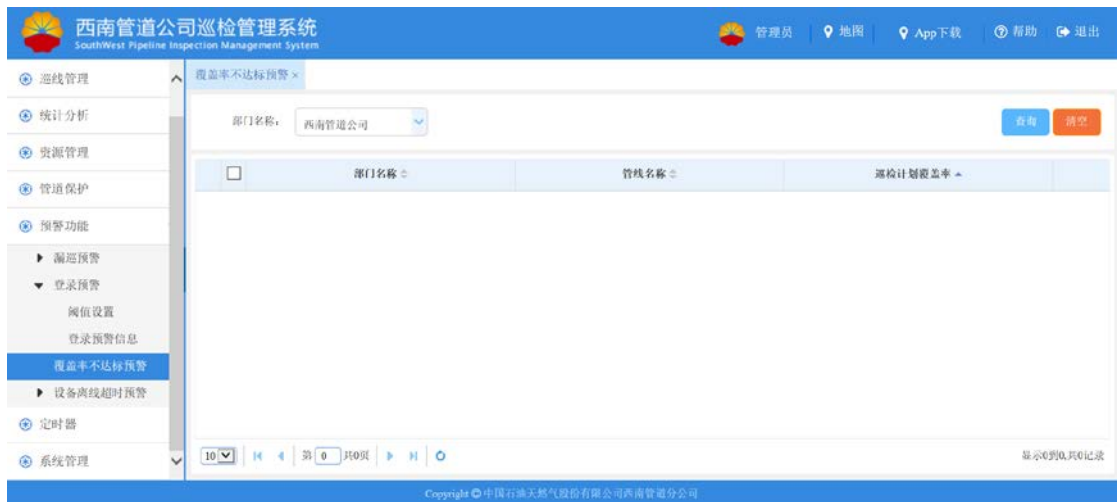 西南管道公司巡检管理系统
SouthWest Pipeline Inspection Management System
管理员 地图 App下载 帮助 退出
巡线管理
统计分析
资源管理
管道保护
预警功能
漏巡预警
登录预警
阈值设置
登录预警信息
覆盖率不达标预警
设备离线超时预警
定时器
系统管理
覆盖率不达标预警 ×
部门名称： 西南管道公司 查询 清空
部门名称 管线名称 巡检计划覆盖率
10 第 0 共0页 显示0到0,共0记录
Copyright © 中国石油天然气股份有限公司西南管道分公司